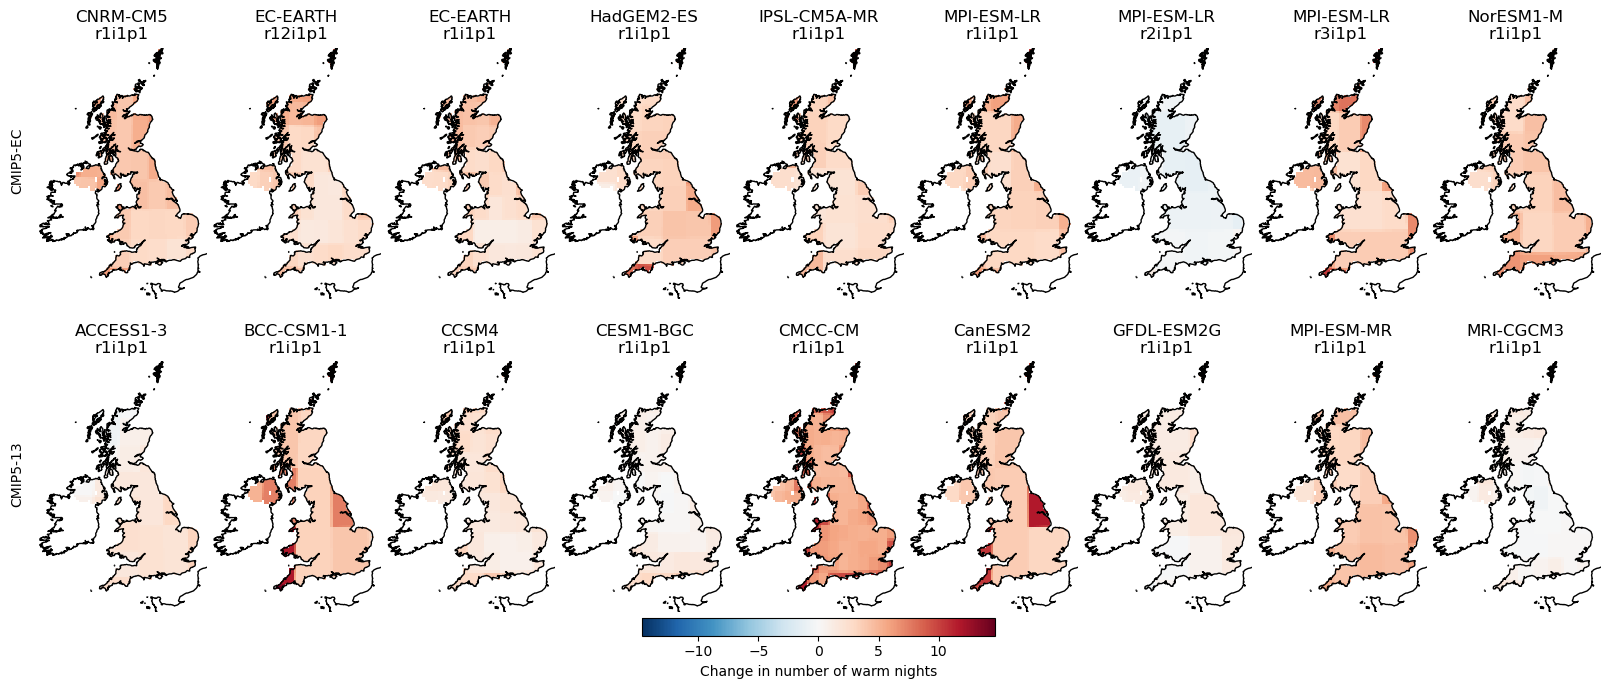 CNRM-CM5
r1i1p1
EC-EARTH
r12i1p1
EC-EARTH
r1i1p1
HadGEM2-ES
r1i1p1
IPSL-CM5A-MR
r1i1p1
MPI-ESM-LR
r1i1p1
MPI-ESM-LR
r2i1p1
MPI-ESM-LR
r3i1p1
NorESM1-M
r1i1p1
CMIP5-EC
ACCESS1-3
r1i1p1
BCC-CSM1-1
r1i1p1
CCSM4
r1i1p1
CESM1-BGC
r1i1p1
CMCC-CM
r1i1p1
CanESM2
r1i1p1
GFDL-ESM2G
r1i1p1
MPI-ESM-MR
r1i1p1
MRI-CGCM3
r1i1p1
CMIP5-13
−10 −5 0 5 10
Change in number of warm nights